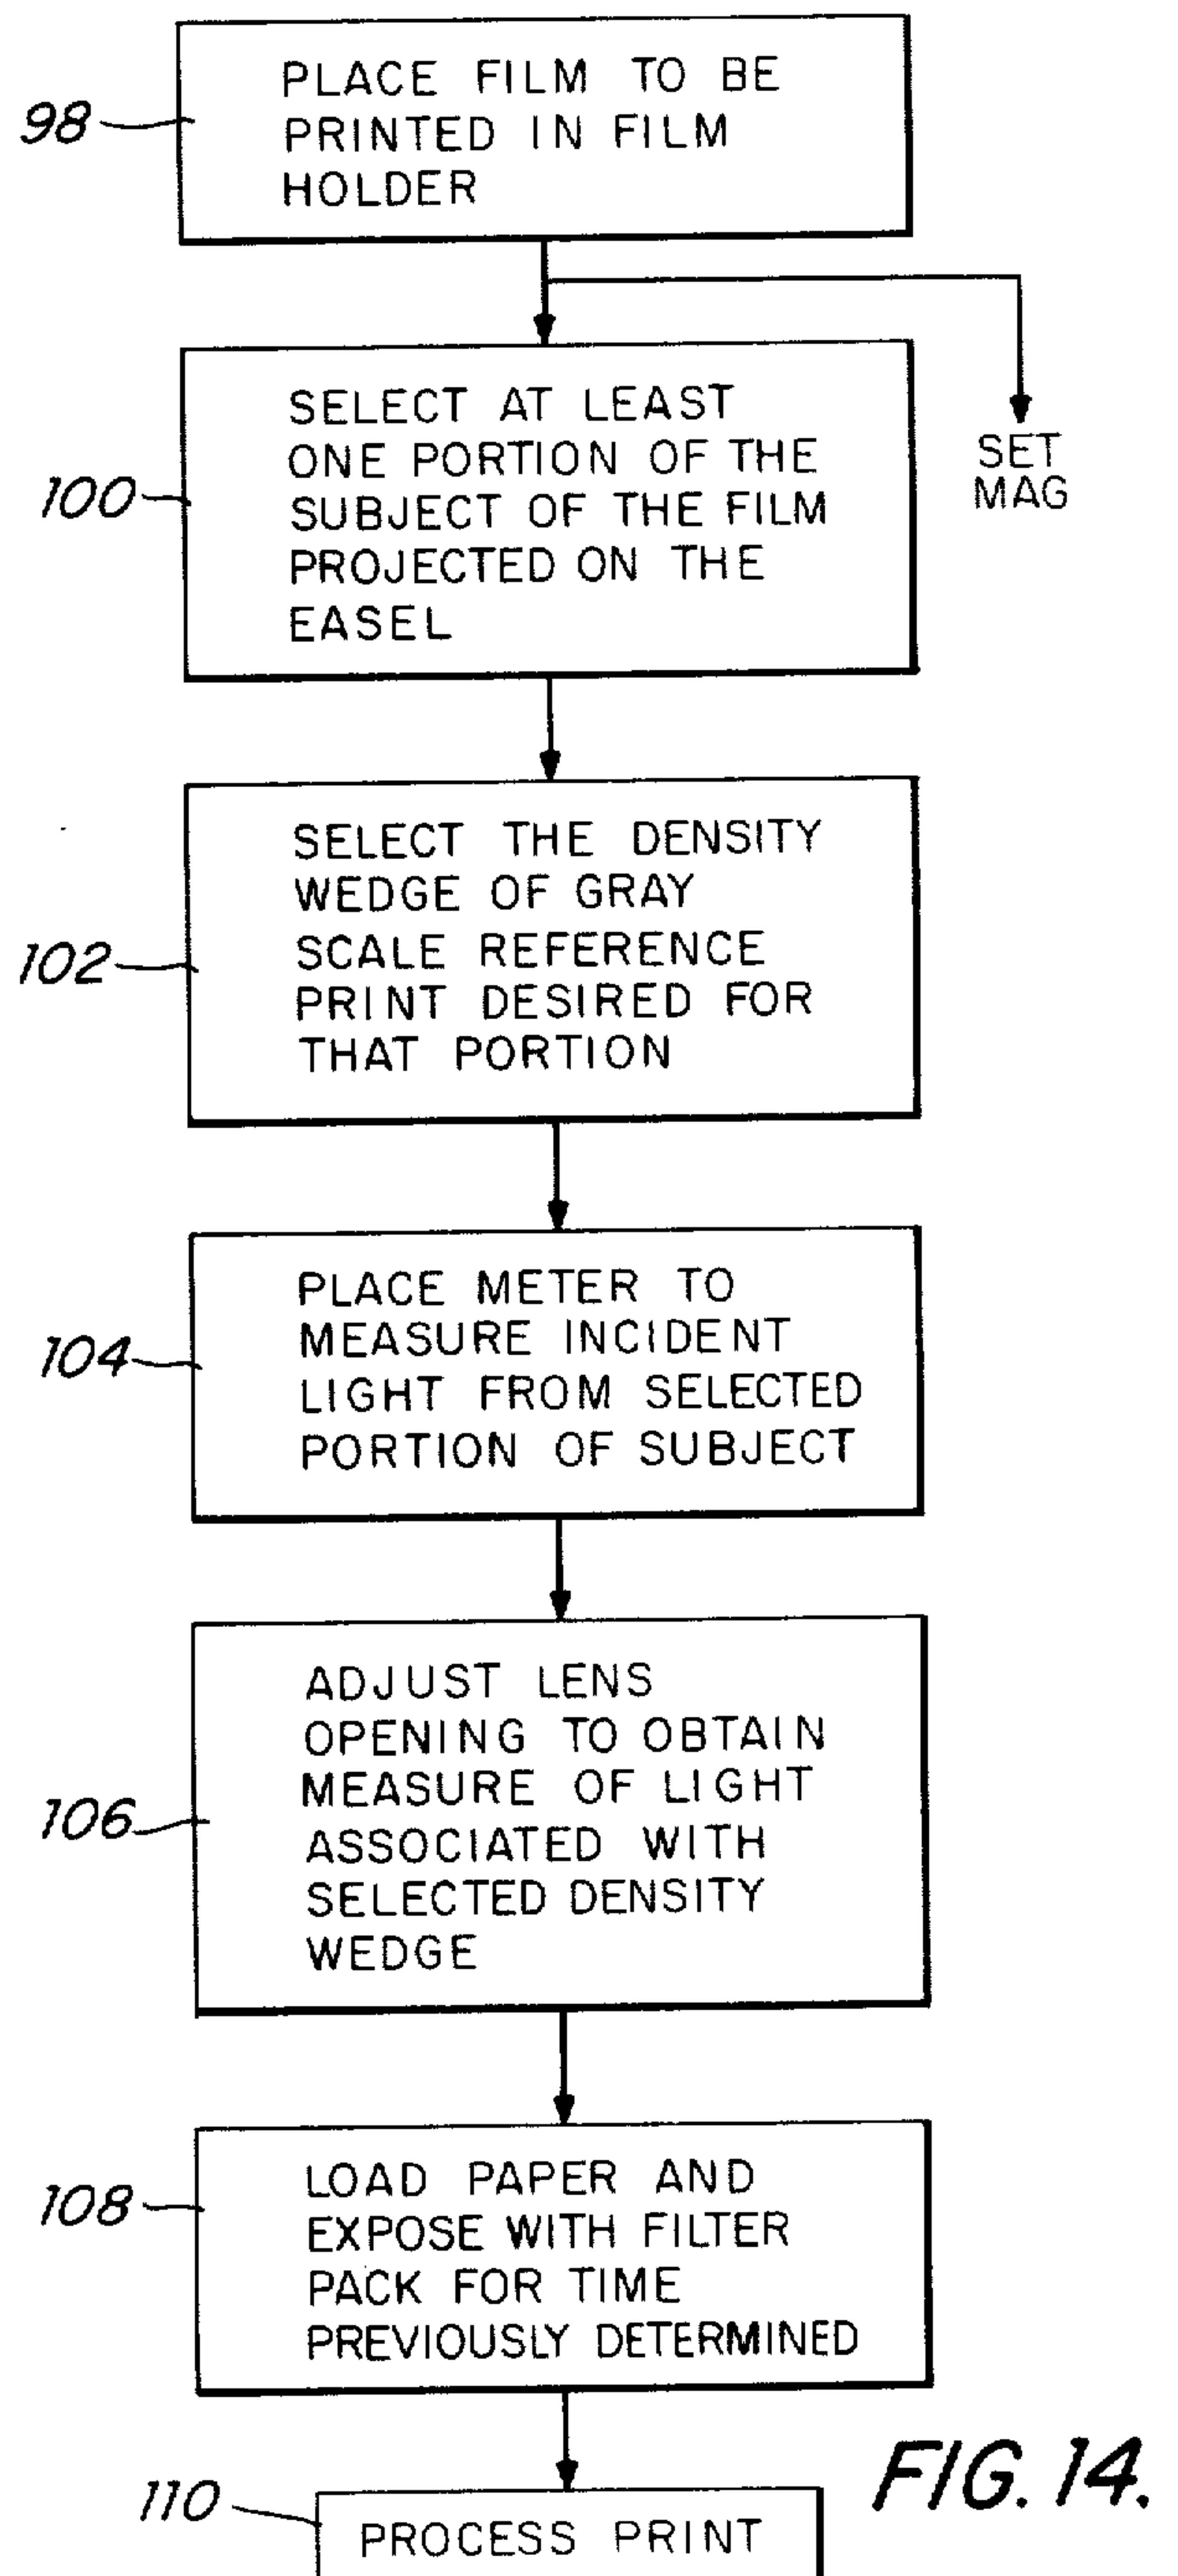 98
PLACE FILM TO BE
PRINTED IN FILM
HOLDER
SET
MAG
100
SELECT AT LEAST
ONE PORTION OF THE
SUBJECT OF THE FILM
PROJECTED ON THE
EASEL
102
SELECT THE DENSITY
WEDGE OF GRAY
SCALE REFERENCE
PRINT DESIRED FOR
THAT PORTION
104
PLACE METER TO
MEASURE INCIDENT
LIGHT FROM SELECTED
PORTION OF SUBJECT
106
ADJUST LENS
OPENING TO OBTAIN
MEASURE OF LIGHT
ASSOCIATED WITH
SELECTED DENSITY
WEDGE
108
LOAD PAPER AND
EXPOSE WITH FILTER
PACK FOR TIME
PREVIOUSLY DETERMINED
110
PROCESS PRINT
FIG. 14.